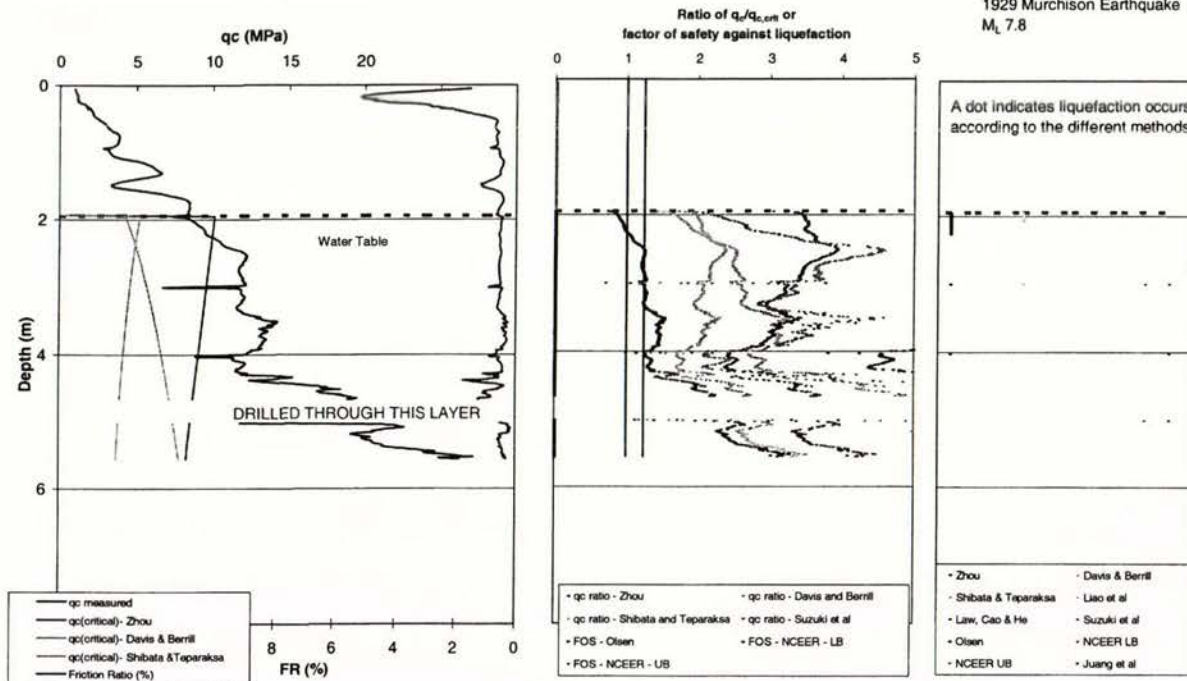 1929 Murchison Earthquake
M_L 7.8
qc (MPa)
0 5 10 15 20
0
2
4
6
Depth (m)
Water Table
DRILLED THROUGH THIS LAYER
8 6 4 2 0
FR (%)
qc measured
qc(critical)- Zhou
qc(critical)- Davis & Berrill
qc(critical)- Shibata &Teparaksa
Friction Ratio (%)
Ratio of q_c/q_c,crit or
factor of safety against liquefaction
0 1 2 3 4 5
qc ratio - Zhou
qc ratio - Davis and Berrill
qc ratio - Shibata and Teparaksa
qc ratio - Suzuki et al
FOS - Olsen
FOS - NCEER - LB
FOS - NCEER - UB
A dot indicates liquefaction occurs
according to the different methods
Zhou
Davis & Berrill
Shibata & Teparaksa
Liao et al
Law, Cao & He
Suzuki et al
Olsen
NCEER LB
NCEER UB
Juang et al